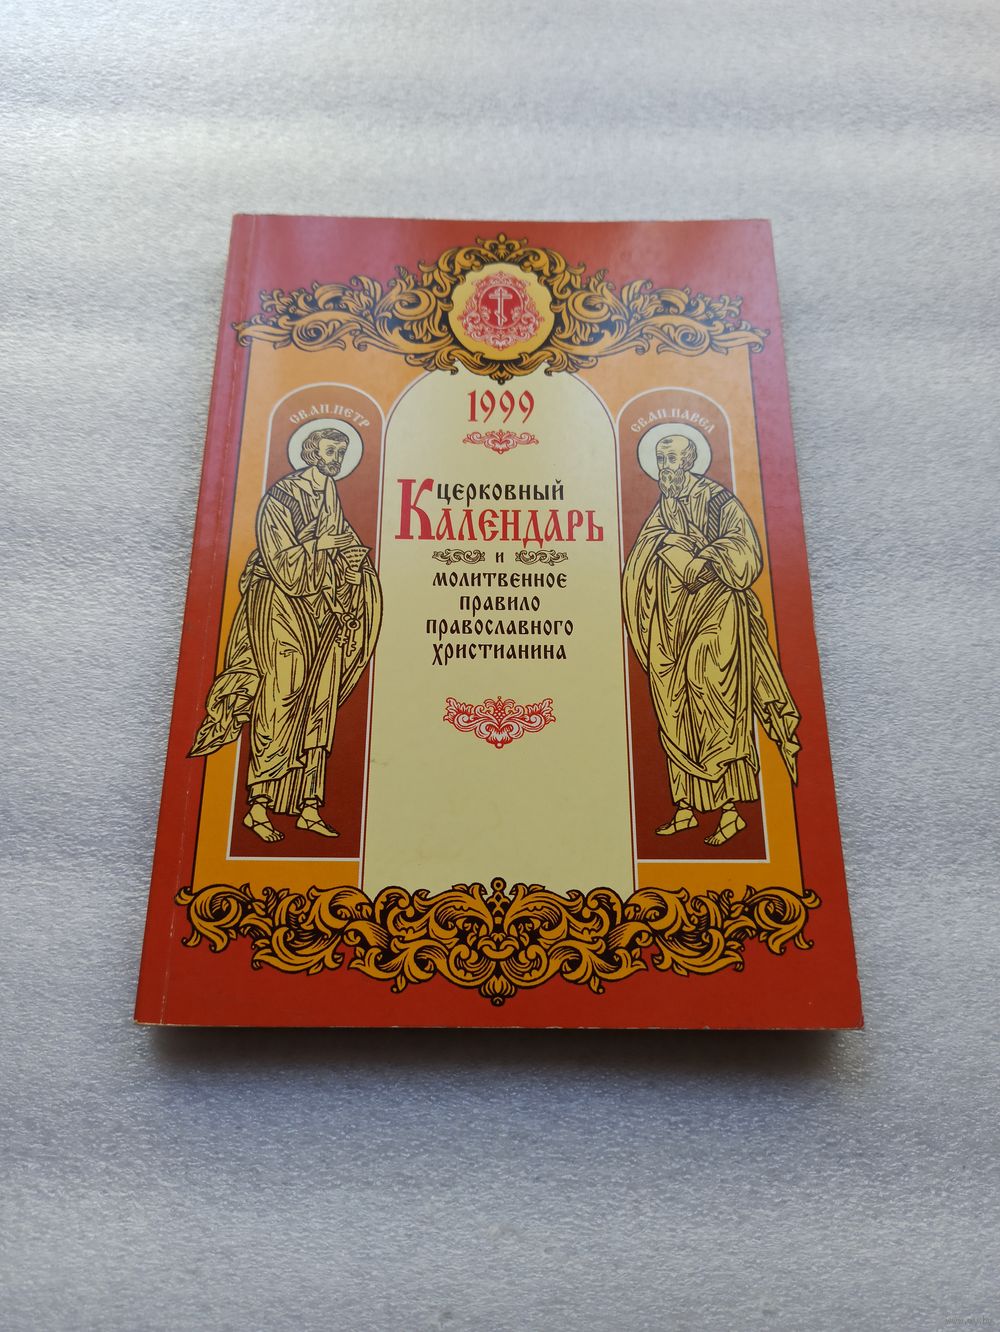 1999
СВ.АП.ПЕТР
СВ.АП.ПАВЕЛ
ЦЕРКОВНЫЙ
КАЛЕНДАРЬ
И
МОЛИТВЕННОЕ
ПРАВИЛО
ПРАВОСЛАВНОГО
ХРИСТИАНИНА